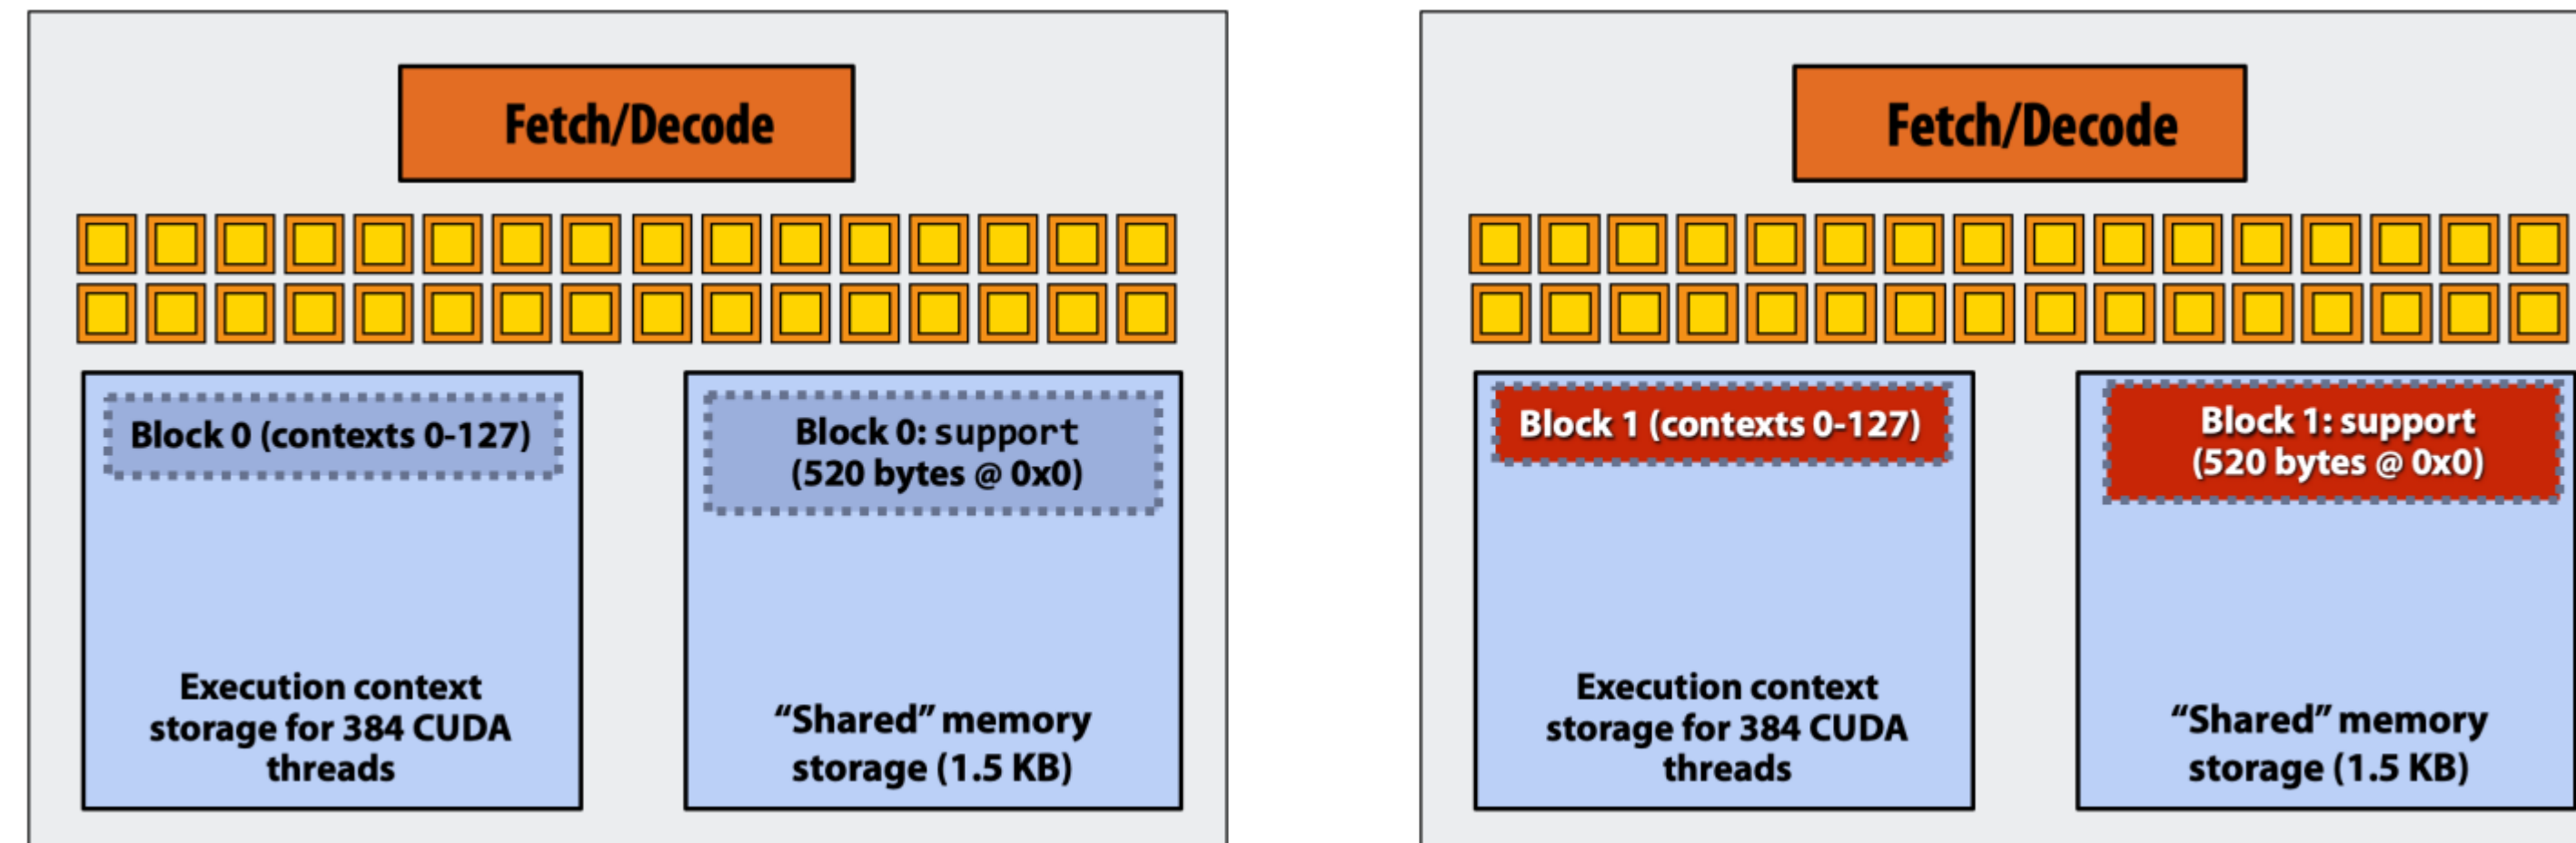 Fetch/Decode
Block 0 (contexts 0-127)
Execution context
storage for 384 CUDA
threads
Block 0: support
(520 bytes @ 0x0)
“Shared” memory
storage (1.5 KB)
Fetch/Decode
Block 1 (contexts 0-127)
Execution context
storage for 384 CUDA
threads
Block 1: support
(520 bytes @ 0x0)
“Shared” memory
storage (1.5 KB)